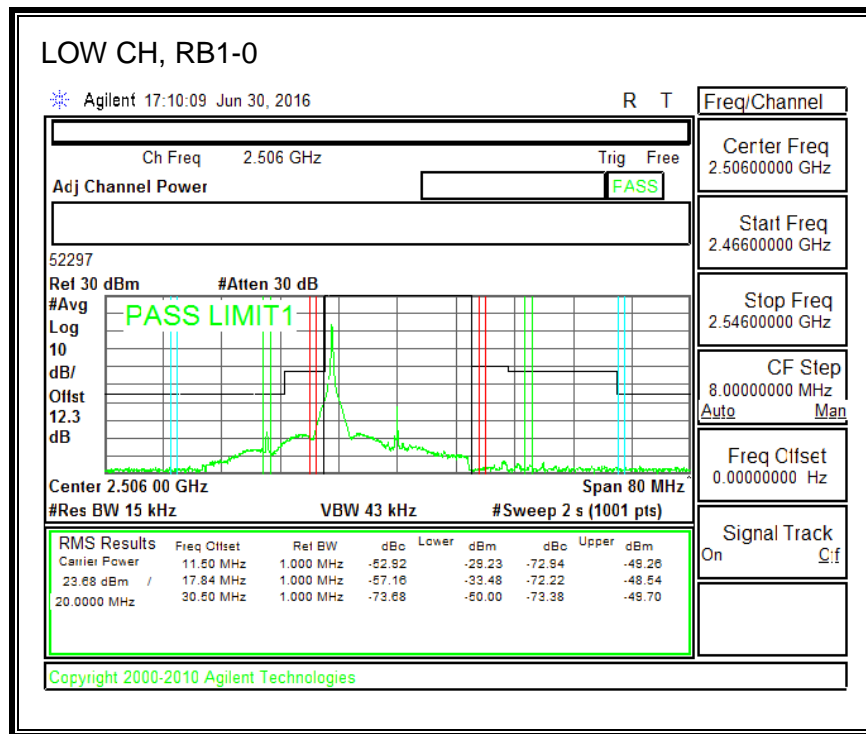 LOW CH, RB1-0
Agilent 17:10:09 Jun 30, 2016 R T
Freq/Channel
Ch Freq 2.506 GHz Trig Free
Adj Channel Power PASS
Center Freq
2.50600000 GHz
Start Freq
2.46600000 GHz
Stop Freq
2.54600000 GHz
CF Step
8.00000000 MHz
Auto Man
Freq Offset
0.00000000 Hz
Signal Track
On Off
52297
Ref 30 dBm #Atten 30 dB
#Avg
Log
10
dB/
Offst
12.3
dB
PASS LIMIT1
Center 2.506 00 GHz Span 80 MHz
#Res BW 15 kHz VBW 43 kHz #Sweep 2 s (1001 pts)
RMS Results Freq Offset Ref BW dBc Lower dBm dBc Upper dBm
Carrier Power 11.50 MHz 1.000 MHz -52.92 -29.23 -72.94 -49.26
23.68 dBm / 17.84 MHz 1.000 MHz -57.16 -33.48 -72.22 -48.54
20.0000 MHz 30.50 MHz 1.000 MHz -73.68 -50.00 -73.38 -49.70
Copyright 2000-2010 Agilent Technologies